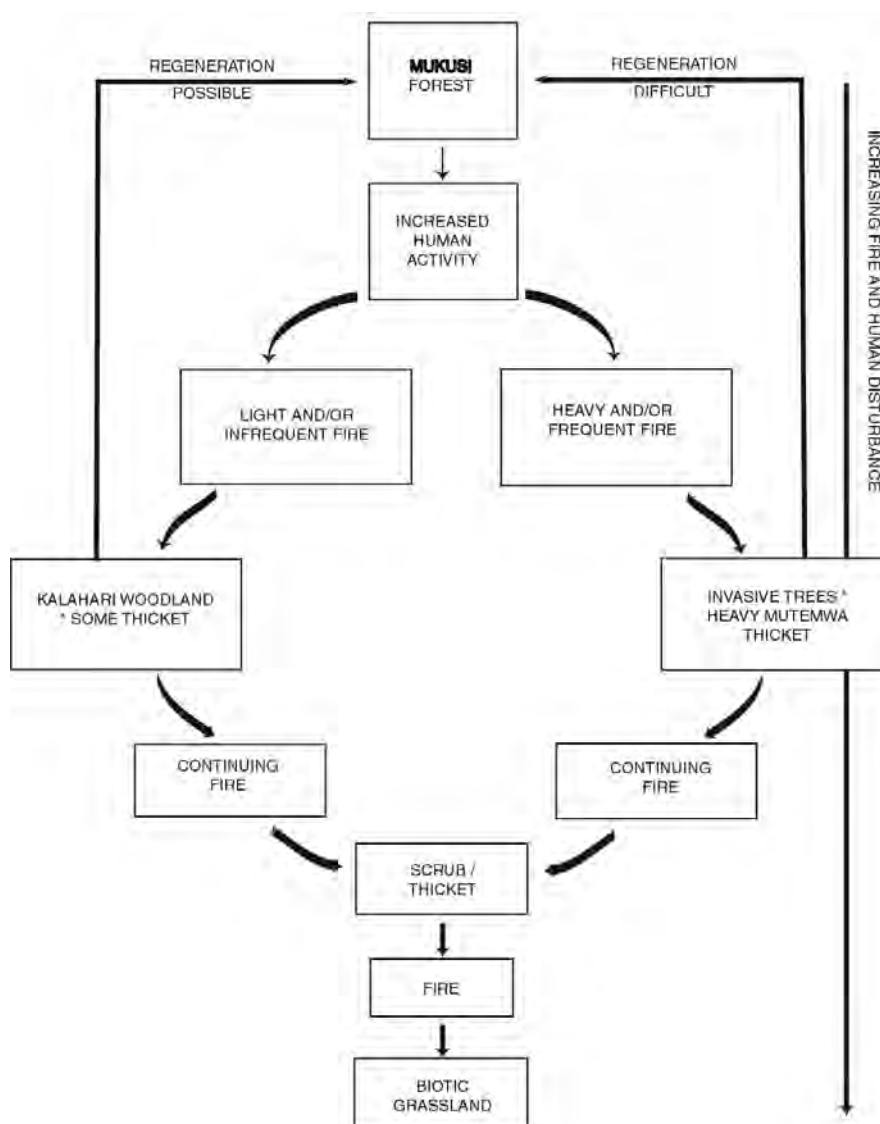 REGENERATION
POSSIBLE
MUKUSI
FOREST
REGENERATION
DIFFICULT
INCREASING FIRE AND HUMAN DISTURBANCE
INCREASED
HUMAN
ACTIVITY
LIGHT AND/OR
INFREQUENT FIRE
HEAVY AND/OR
FREQUENT FIRE
KALAHARI WOODLAND
* SOME THICKET
INVASIVE TREES *
HEAVY MUTEMWA
THICKET
CONTINUING
FIRE
CONTINUING
FIRE
SCRUB /
THICKET
FIRE
BIOTIC
GRASSLAND